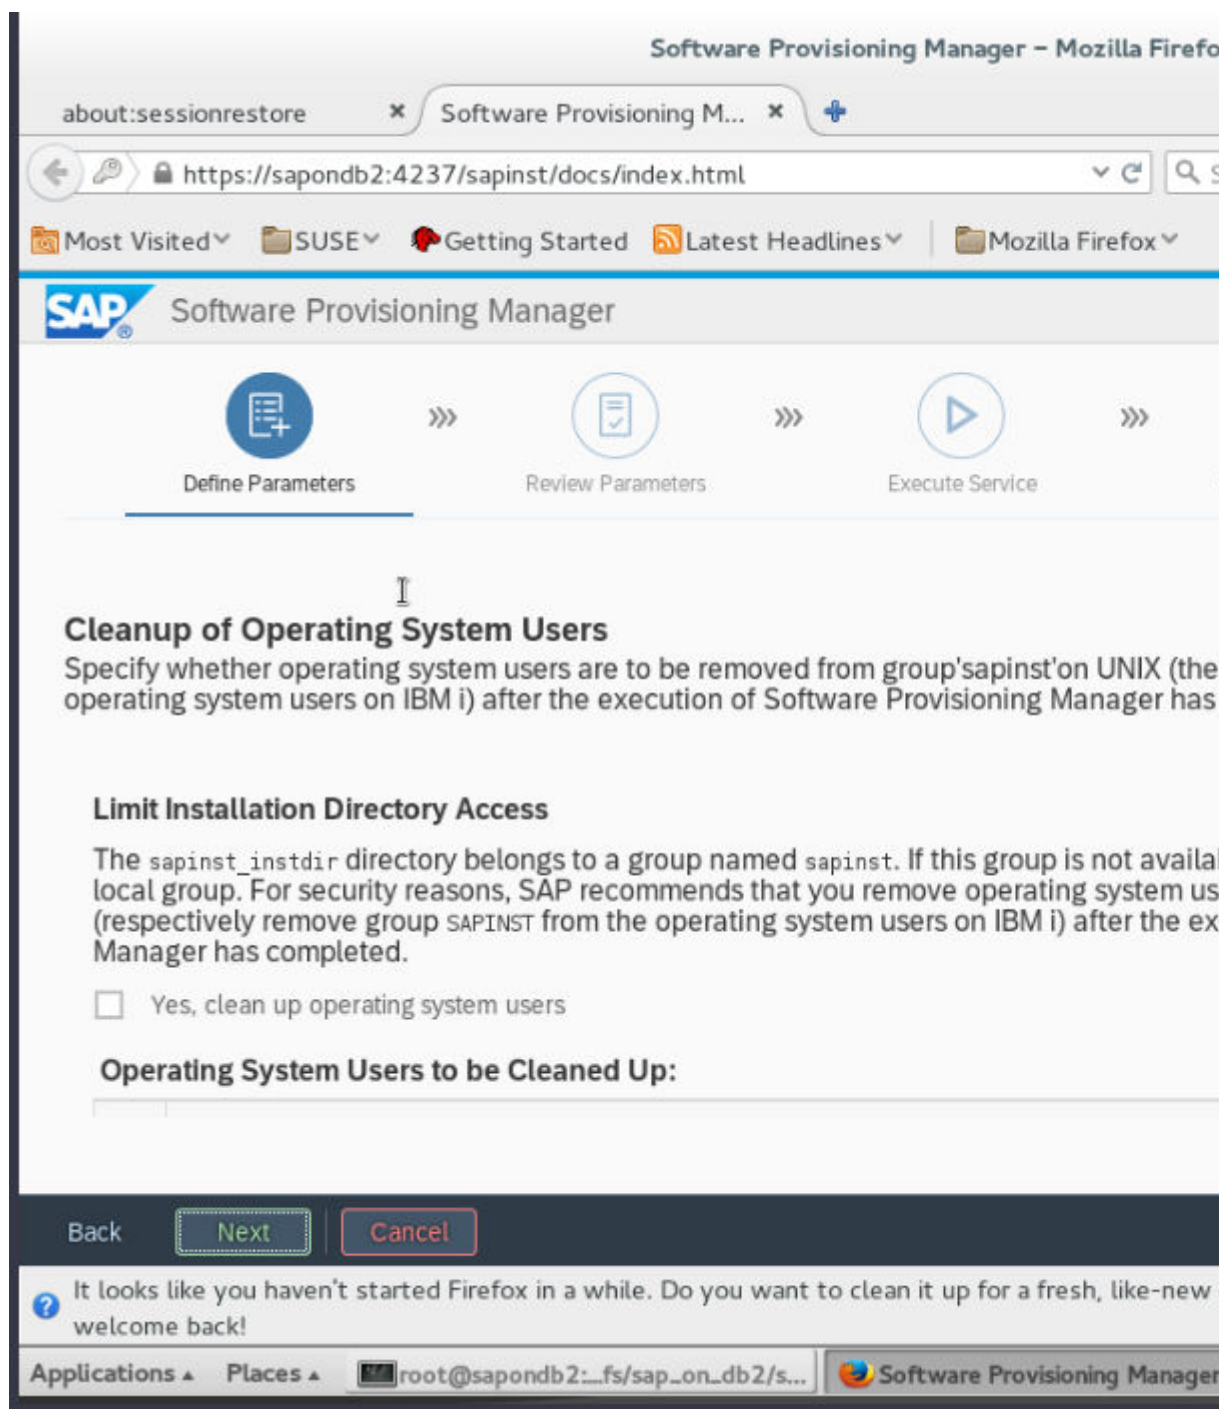 Software Provisioning Manager – Mozilla Firefo
about:sessionrestore
Software Provisioning M...
https://sapondb2:4237/sapinst/docs/index.html
S
Most Visited SUSE Getting Started Latest Headlines Mozilla Firefox
SAP® Software Provisioning Manager
Define Parameters Review Parameters Execute Service
Cleanup of Operating System Users
Specify whether operating system users are to be removed from group'sapinst'on UNIX (the
operating system users on IBM i) after the execution of Software Provisioning Manager has
Limit Installation Directory Access
The sapinst_instdir directory belongs to a group named sapinst. If this group is not availa
local group. For security reasons, SAP recommends that you remove operating system us
(respectively remove group SAPINST from the operating system users on IBM i) after the ex
Manager has completed.
Yes, clean up operating system users
Operating System Users to be Cleaned Up:
Back Next Cancel
It looks like you haven't started Firefox in a while. Do you want to clean it up for a fresh, like-new
welcome back!
Applications Places root@sapondb2:...fs/sap_on_db2/s... Software Provisioning Manager